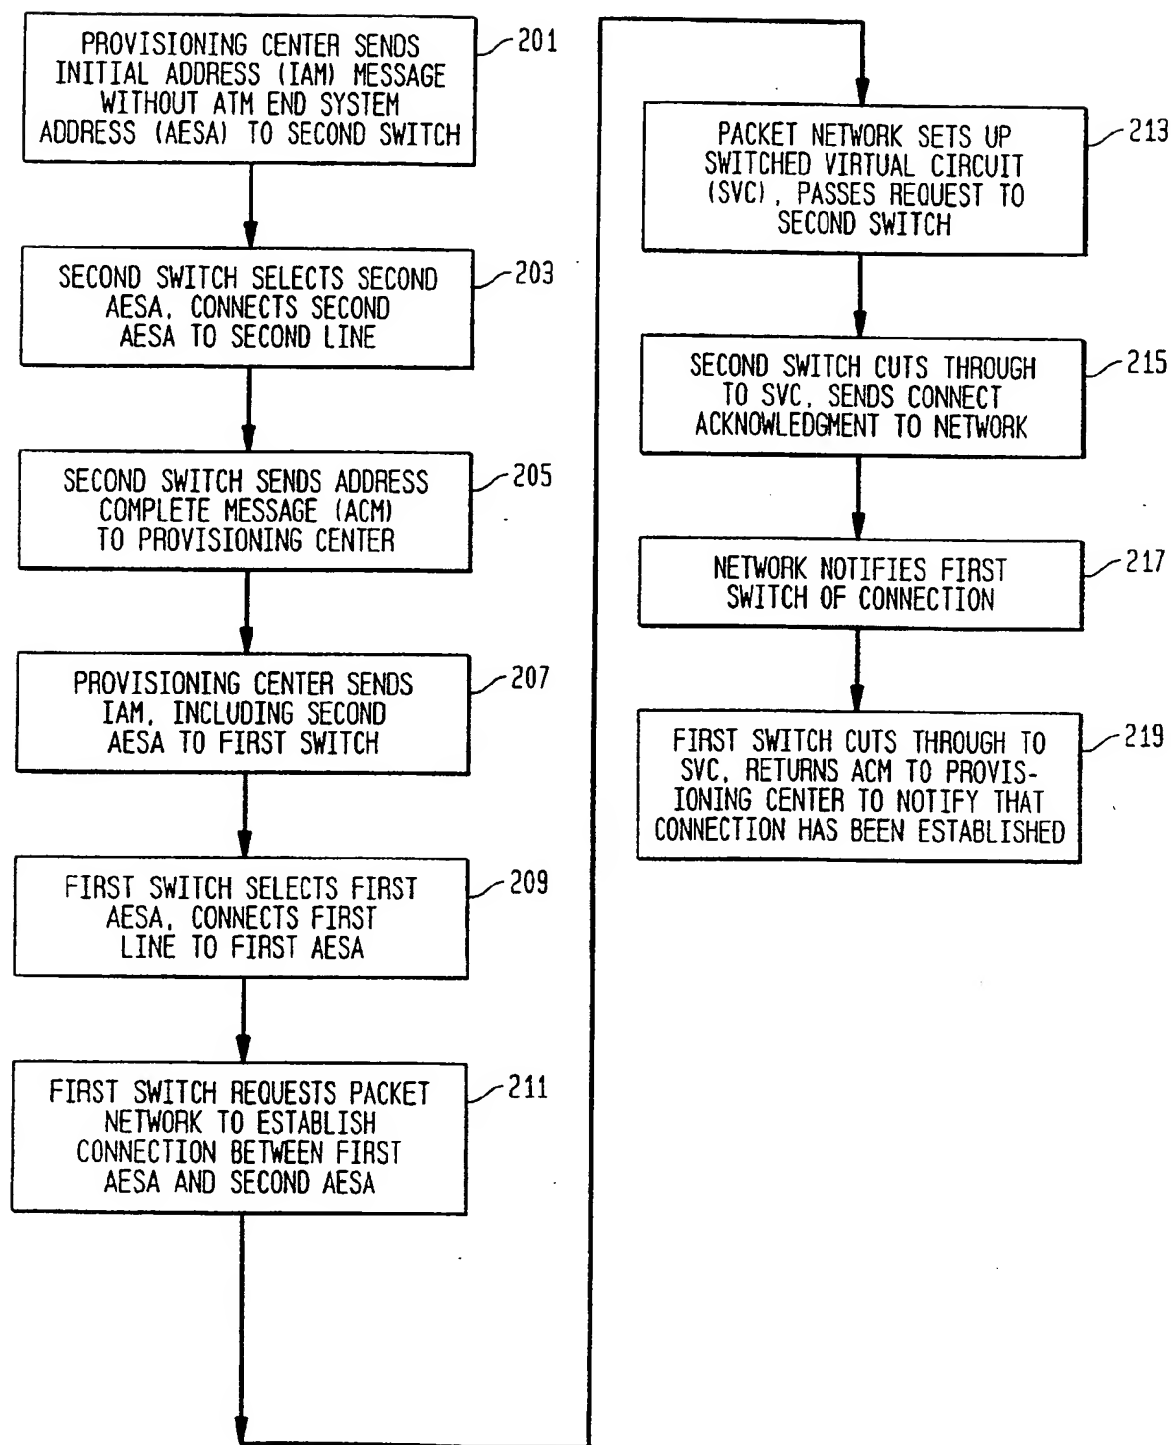 PROVISIONING CENTER SENDS
INITIAL ADDRESS (IAM) MESSAGE
WITHOUT ATM END SYSTEM
ADDRESS (AESA) TO SECOND SWITCH
201
SECOND SWITCH SELECTS SECOND
AESA, CONNECTS SECOND
AESA TO SECOND LINE
203
SECOND SWITCH SENDS ADDRESS
COMPLETE MESSAGE (ACM)
TO PROVISIONING CENTER
205
PROVISIONING CENTER SENDS
IAM, INCLUDING SECOND
AESA TO FIRST SWITCH
207
FIRST SWITCH SELECTS FIRST
AESA, CONNECTS FIRST
LINE TO FIRST AESA
209
FIRST SWITCH REQUESTS PACKET
NETWORK TO ESTABLISH
CONNECTION BETWEEN FIRST
AESA AND SECOND AESA
211
PACKET NETWORK SETS UP
SWITCHED VIRTUAL CIRCUIT
(SVC), PASSES REQUEST TO
SECOND SWITCH
213
SECOND SWITCH CUTS THROUGH
TO SVC, SENDS CONNECT
ACKNOWLEDGMENT TO NETWORK
215
NETWORK NOTIFIES FIRST
SWITCH OF CONNECTION
217
FIRST SWITCH CUTS THROUGH TO
SVC, RETURNS ACM TO PROVIS-
IONING CENTER TO NOTIFY THAT
CONNECTION HAS BEEN ESTABLISHED
219